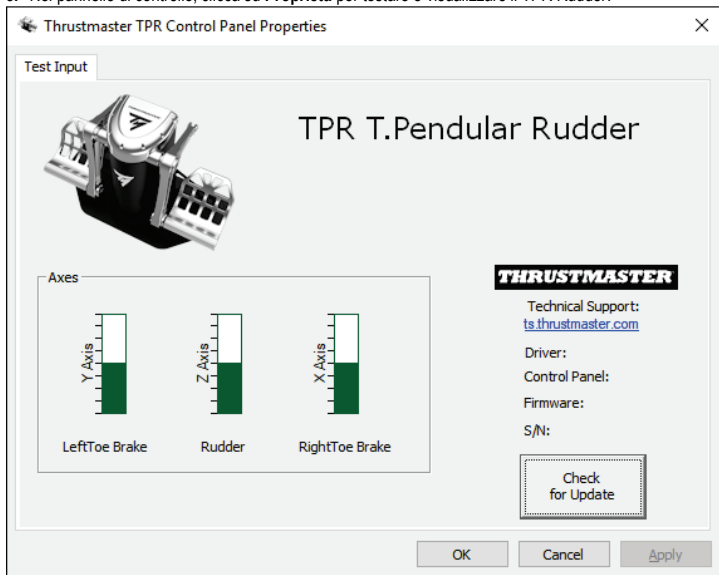 Thrustmaster TPR Control Panel Properties
Test Input
TPR T.Pendular Rudder
Axes
Y Axis
Z Axis
X Axis
LeftToe Brake
Rudder
RightToe Brake
THRUSTMASTER
Technical Support:
ts.thrustmaster.com
Driver:
Control Panel:
Firmware:
S/N:
Check
for Update
OK
Cancel
Apply